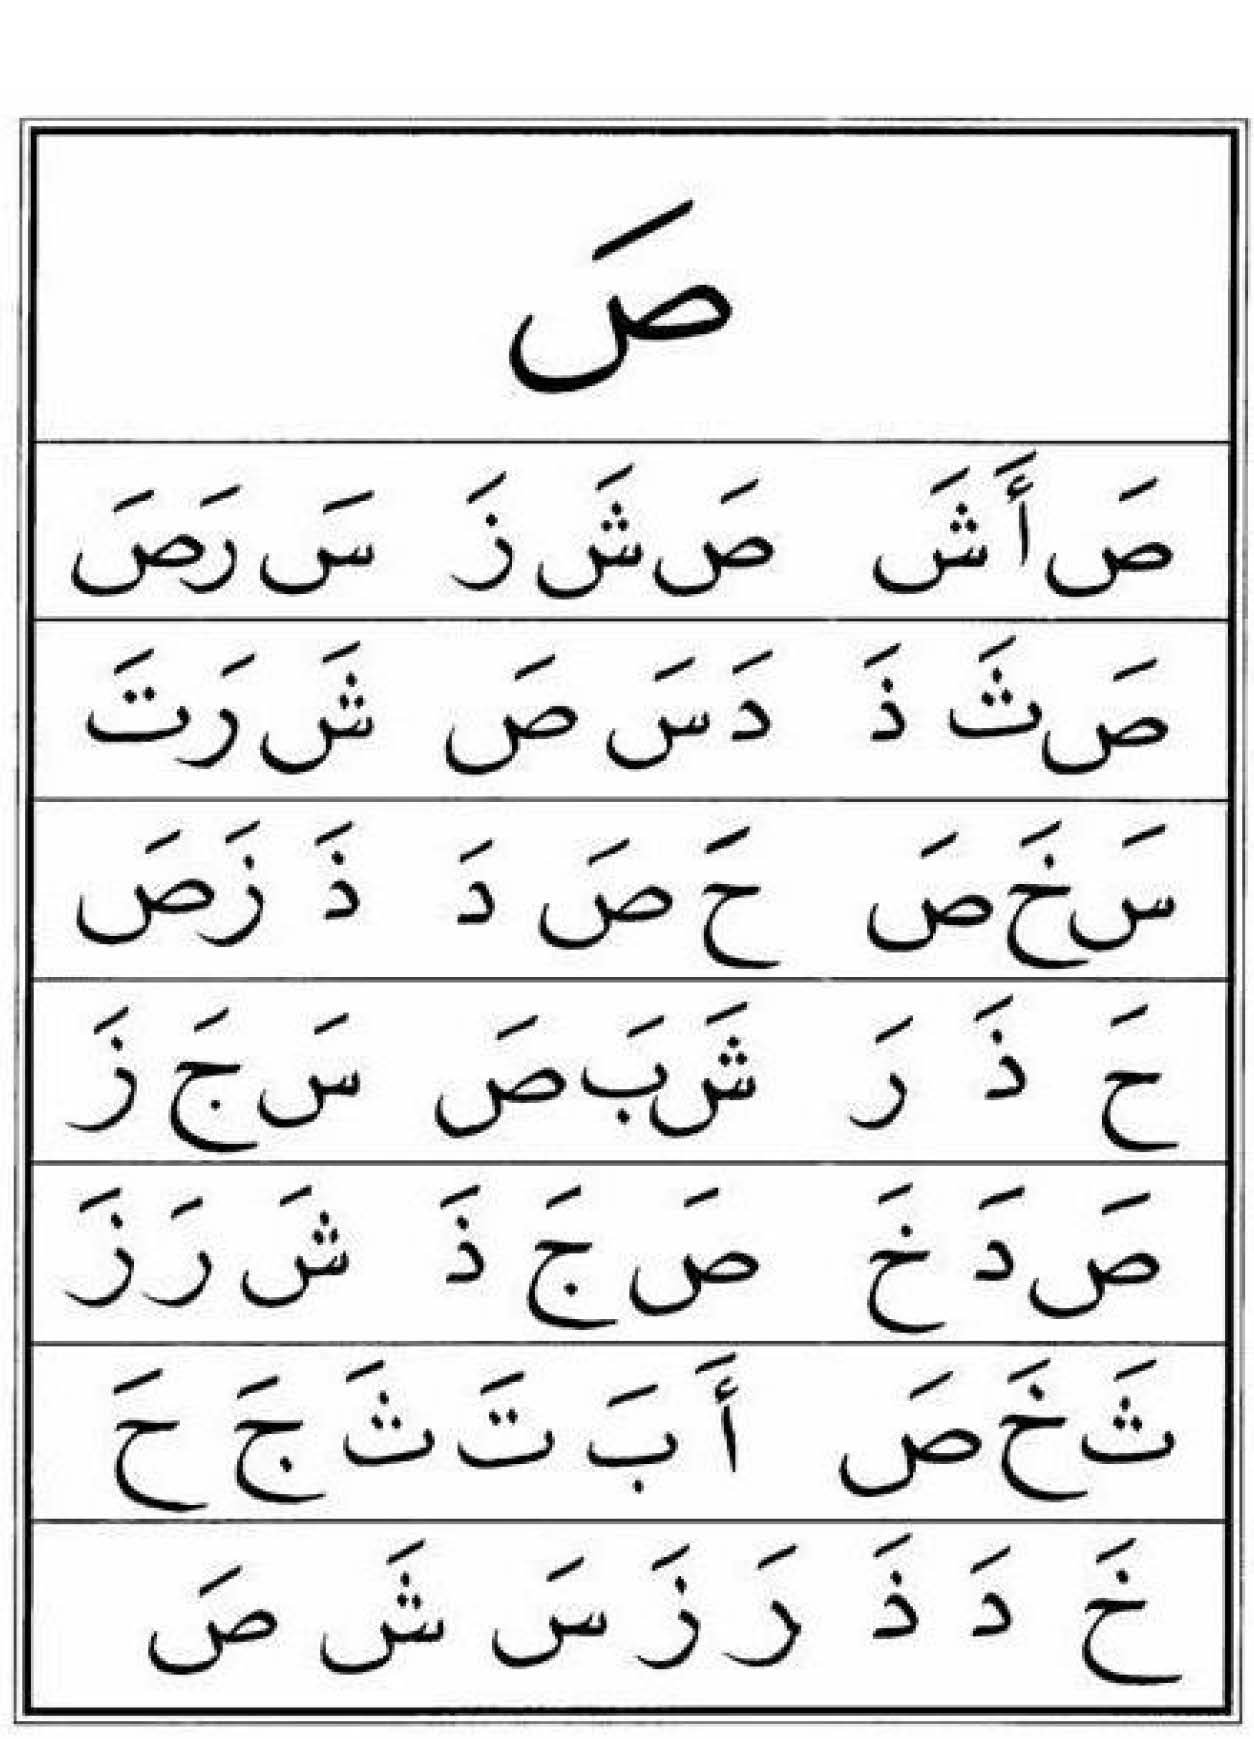 صَ
صَ أَ شَ صَ شَ زَ سَ رَ صَ
صَ ثَ ذَ دَ سَ صَ شَ رَ تَ
سَ خَ صَ حَ صَ دَ ذَ زَ صَ
حَ ذَ رَ شَ بَ صَ سَ جَ زَ
صَ دَ خَ صَ جَ ذَ شَ رَ زَ
ثَ خَ صَ أَ بَ تَ ثَ جَ حَ
خَ دَ ذَ رَ زَ سَ شَ صَ